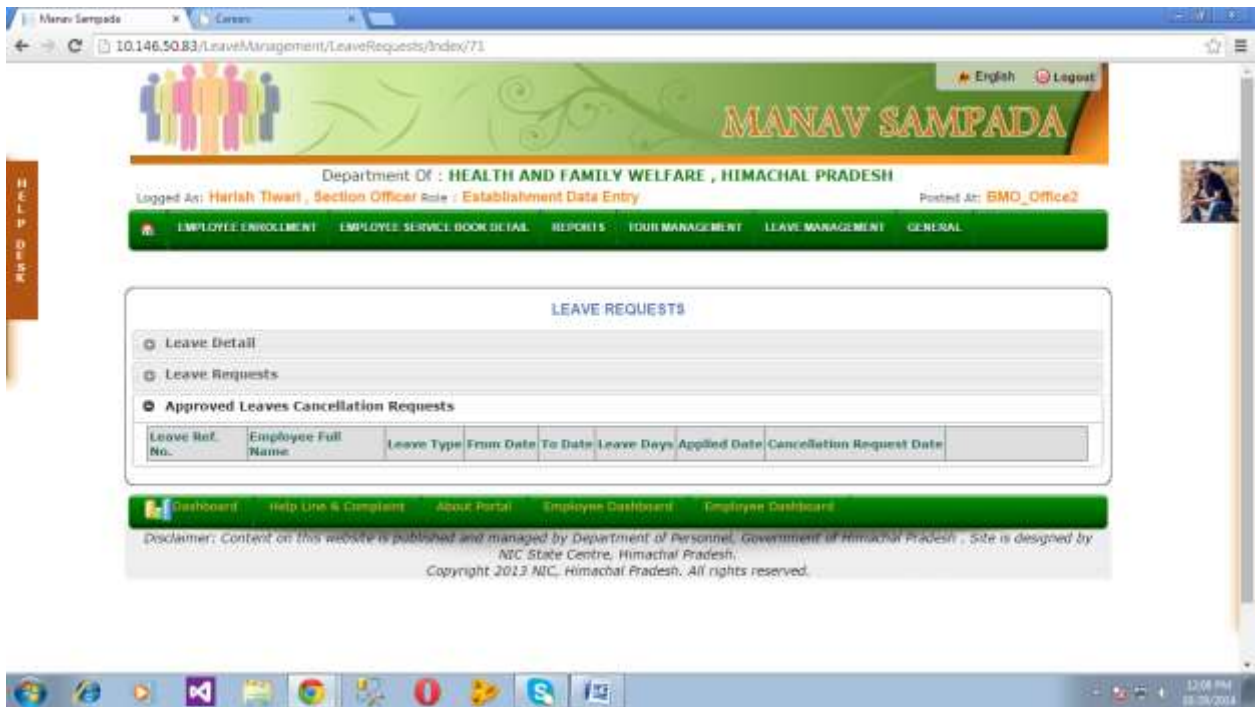 Manav Sampada
Careers
10.146.50.83/LeaveManagement/LeaveRequests/Index/71
English Logout
MANAV SAMPADA
Department Of : HEALTH AND FAMILY WELFARE , HIMACHAL PRADESH
Logged As: Harish Tiwari , Section Officer Role : Establishment Data Entry
Posted At: BMO_Office2
HELP DESK
EMPLOYEE ENROLLMENT EMPLOYEE SERVICE BOOK DETAIL REPORTS TOUR MANAGEMENT LEAVE MANAGEMENT GENERAL
LEAVE REQUESTS
Leave Detail
Leave Requests
Approved Leaves Cancellation Requests
Leave Ref. No. Employee Full Name Leave Type From Date To Date Leave Days Applied Date Cancellation Request Date
Dashboard Help Line & Complaint About Portal Employee Dashboard Employee Dashboard
Disclaimer: Content on this website is published and managed by Department of Personnel, Government of Himachal Pradesh , Site is designed by
NIC State Centre, Himachal Pradesh.
Copyright 2013 NIC, Himachal Pradesh. All rights reserved.
12:08 PM